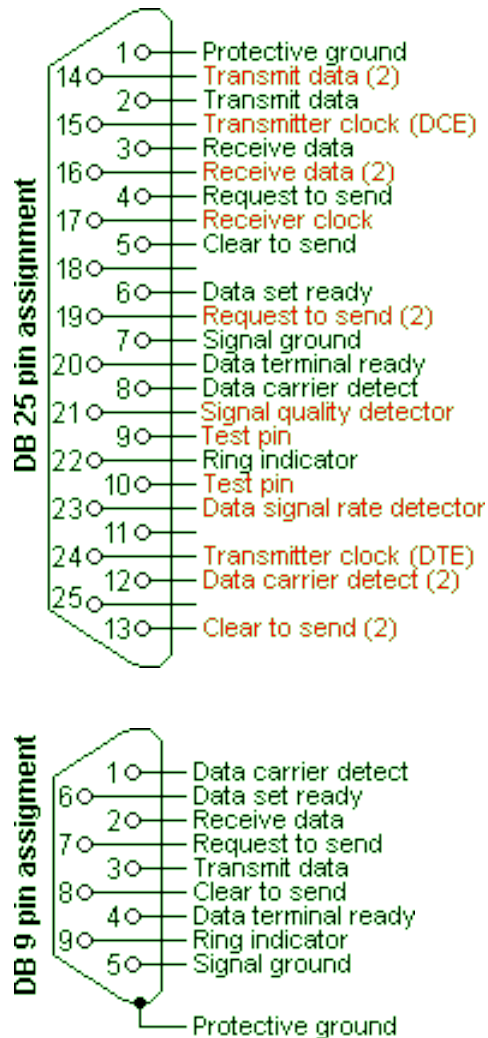 DB 25 pin assignment
1 Protective ground
14 Transmit data (2)
2 Transmit data
15 Transmitter clock (DCE)
3 Receive data
16 Receive data (2)
4 Request to send
17 Receiver clock
5 Clear to send
18
6 Data set ready
19 Request to send (2)
7 Signal ground
20 Data terminal ready
8 Data carrier detect
21 Signal quality detector
9 Test pin
22 Ring indicator
10 Test pin
23 Data signal rate detector
11
24 Transmitter clock (DTE)
12 Data carrier detect (2)
25
13 Clear to send (2)
DB 9 pin assigment
1 Data carrier detect
6 Data set ready
2 Receive data
7 Request to send
3 Transmit data
8 Clear to send
4 Data terminal ready
9 Ring indicator
5 Signal ground
Protective ground